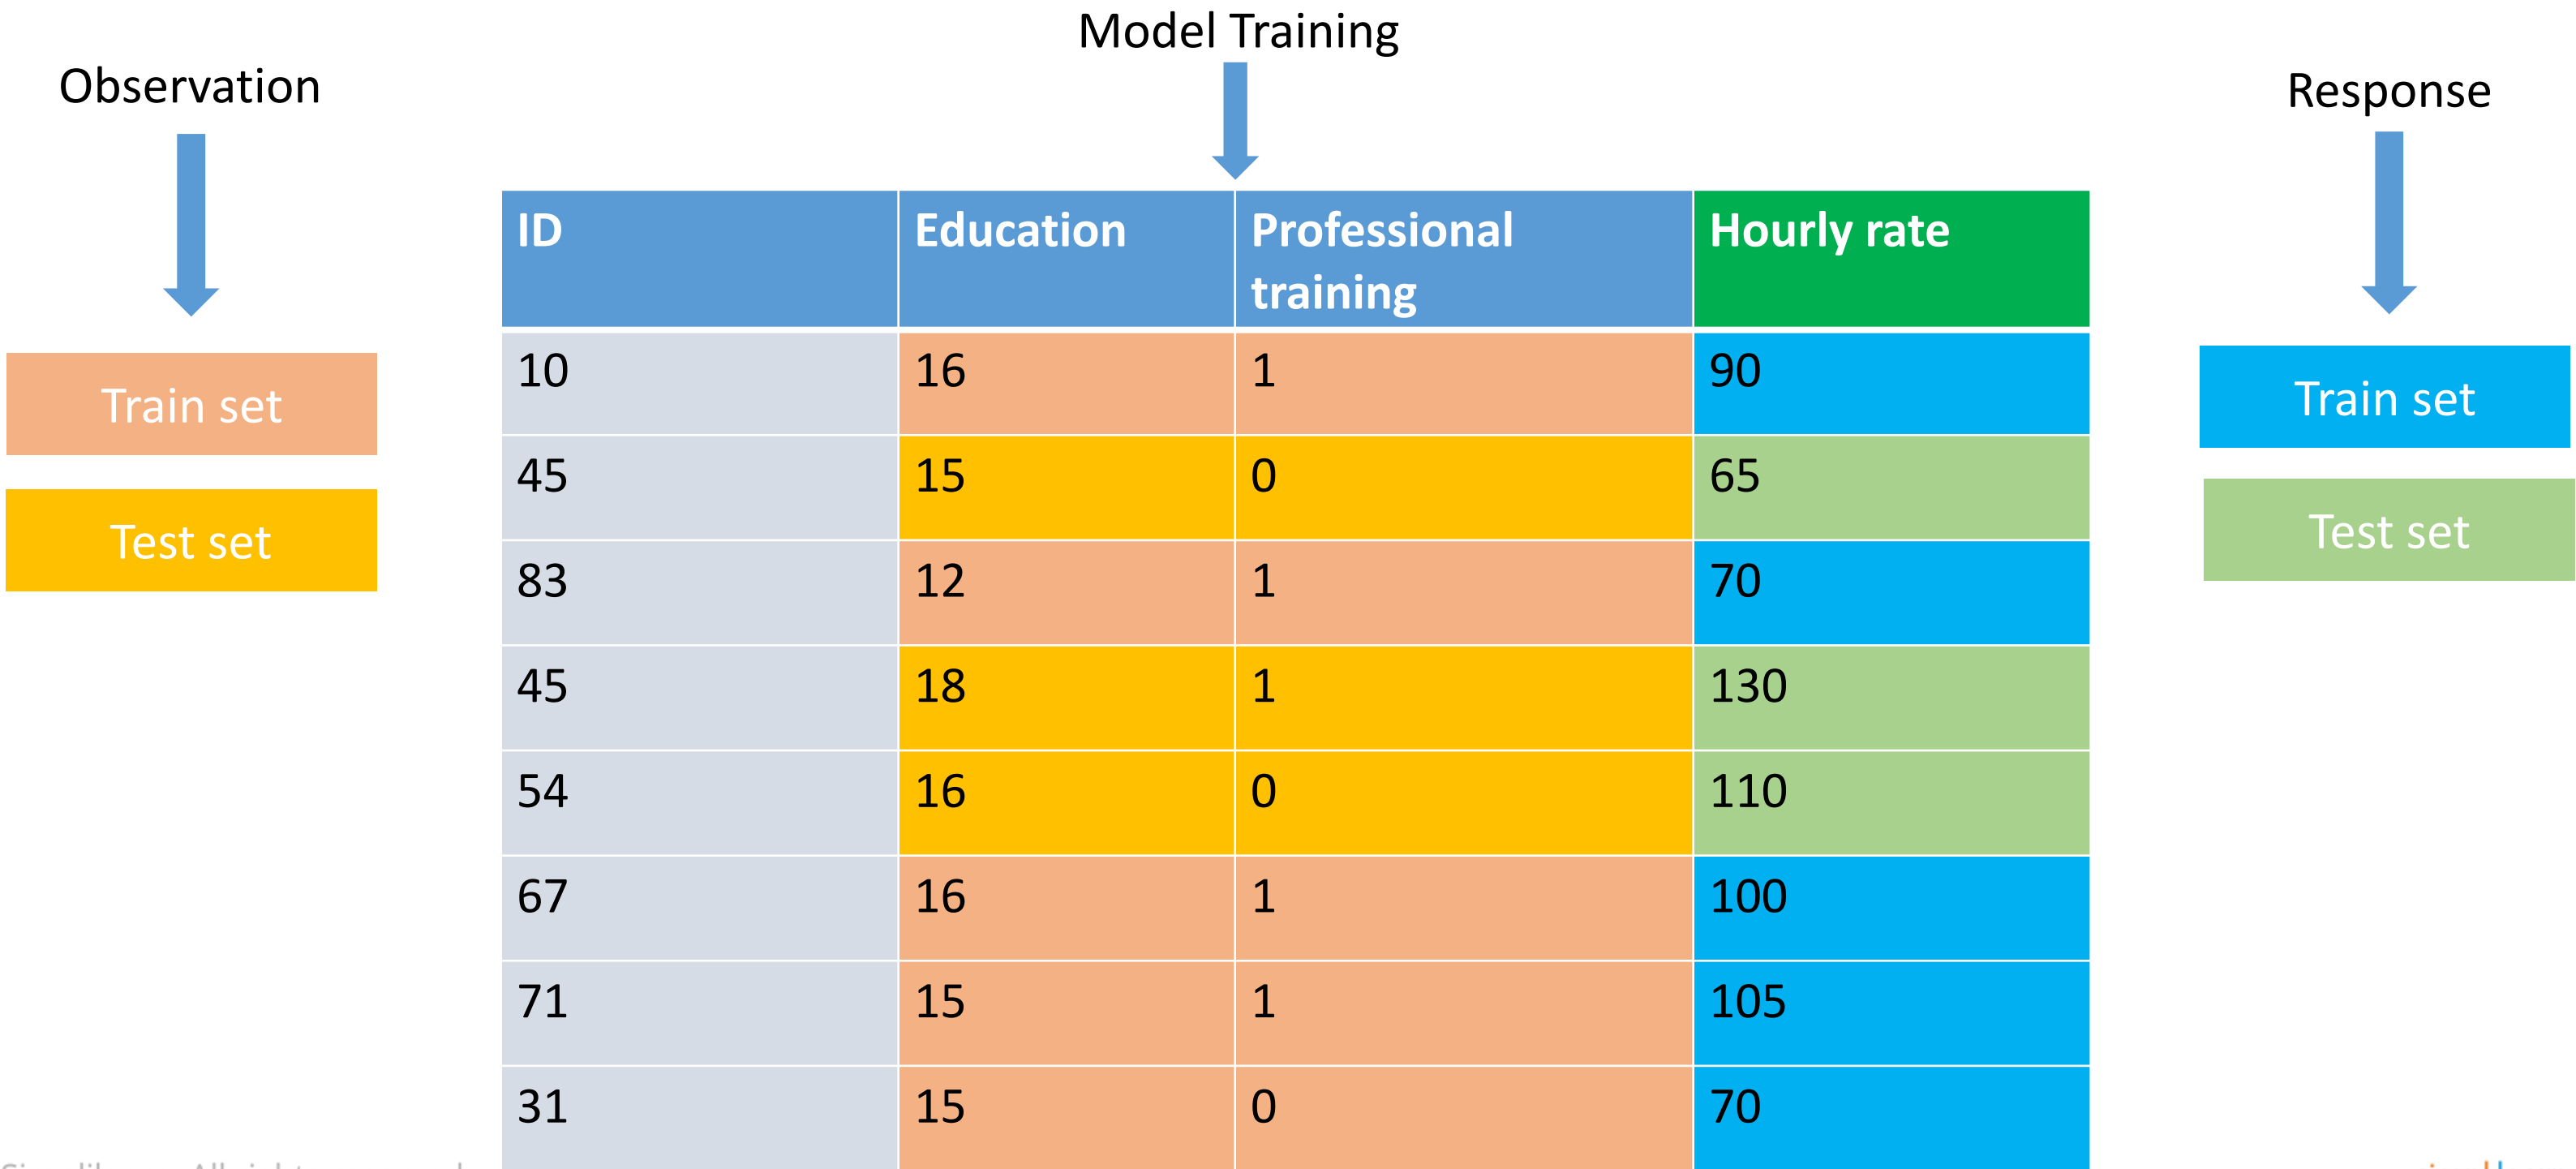 Model Training
Observation
Response
ID Education Professional training Hourly rate
10 16 1 90
Train set
Train set
45 15 0 65
Test set
Test set
83 12 1 70
45 18 1 130
54 16 0 110
67 16 1 100
71 15 1 105
31 15 0 70